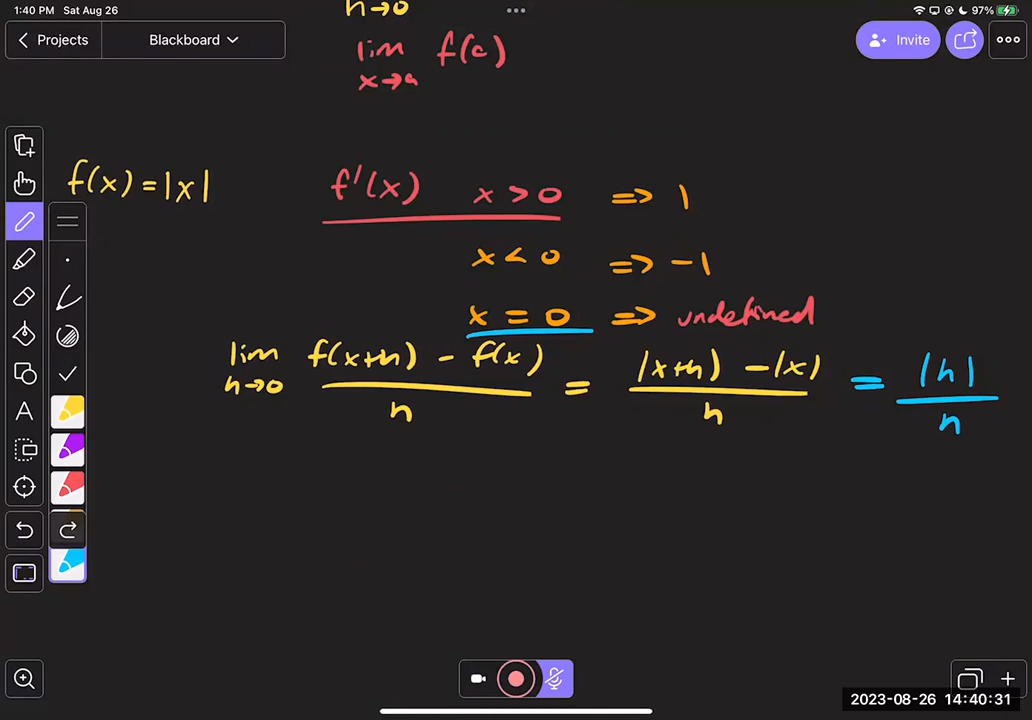 1:40 PM Sat Aug 26
97%
Projects
Blackboard
Invite
h→0
lim f(a)
x→a
f(x) = |x|
f'(x) x > 0 => 1
x < 0 => -1
x = 0 => undefined
lim f(x+h) - f(x) = |x+h| - |x| = |h|
h→0 h h h
A
2023-08-26 14:40:31